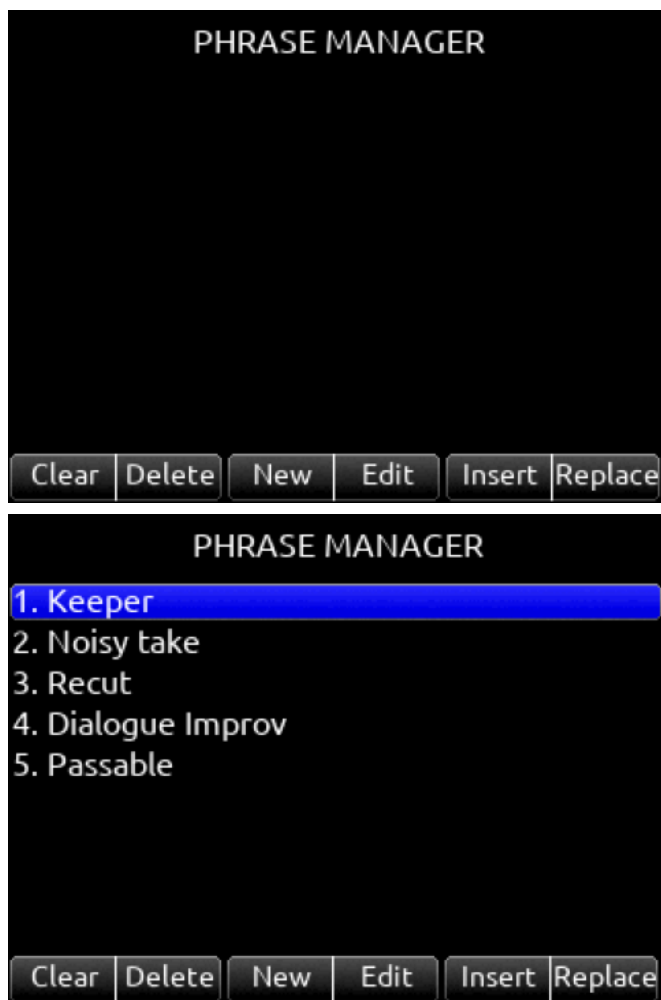 PHRASE MANAGER
Clear Delete New Edit Insert Replace
PHRASE MANAGER
1. Keeper
2. Noisy take
3. Recut
4. Dialogue Improv
5. Passable
Clear Delete New Edit Insert Replace